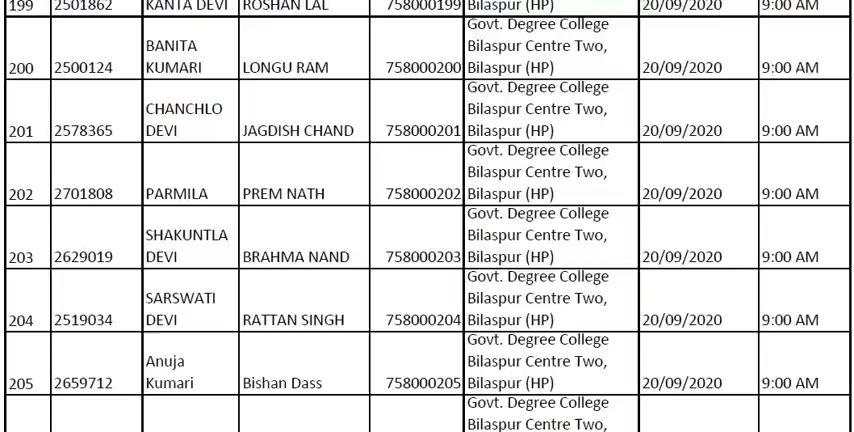 199 2501862 KANTA DEVI ROSHAN LAL 758000199 Bilaspur (HP) 20/09/2020 9:00 AM
Govt. Degree College
BANITA Bilaspur Centre Two,
200 2500124 KUMARI LONGU RAM 758000200 Bilaspur (HP) 20/09/2020 9:00 AM
Govt. Degree College
CHANCHLO Bilaspur Centre Two,
201 2578365 DEVI JAGDISH CHAND 758000201 Bilaspur (HP) 20/09/2020 9:00 AM
Govt. Degree College
Bilaspur Centre Two,
202 2701808 PARMILA PREM NATH 758000202 Bilaspur (HP) 20/09/2020 9:00 AM
Govt. Degree College
SHAKUNTLA Bilaspur Centre Two,
203 2629019 DEVI BRAHMA NAND 758000203 Bilaspur (HP) 20/09/2020 9:00 AM
Govt. Degree College
SARSWATI Bilaspur Centre Two,
204 2519034 DEVI RATTAN SINGH 758000204 Bilaspur (HP) 20/09/2020 9:00 AM
Govt. Degree College
Anuja Bilaspur Centre Two,
205 2659712 Kumari Bishan Dass 758000205 Bilaspur (HP) 20/09/2020 9:00 AM
Govt. Degree College
Bilaspur Centre Two,